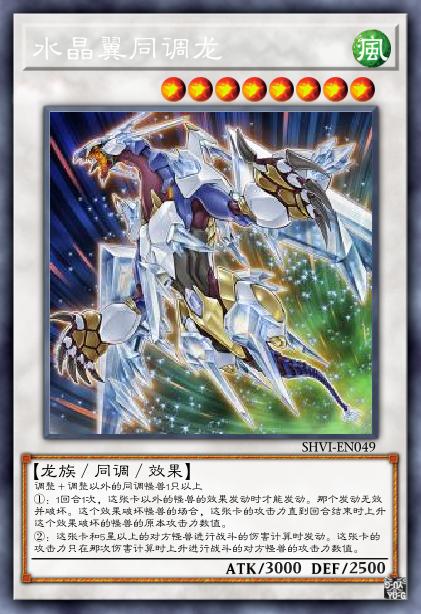 水晶翼同调龙
風
SHVI-EN049
【龙族／同调／效果】
调整＋调整以外的同调怪兽1只以上
①：1回合1次，这张卡以外的怪兽的效果发动时才能发动。那个发动无效
并破坏。这个效果破坏怪兽的场合，这张卡的攻击力直到回合结束时上升
这个效果破坏的怪兽的原本攻击力数值。
②：这张卡和5星以上的对方怪兽进行战斗的伤害计算时发动。这张卡的
攻击力只在那次伤害计算时上升进行战斗的对方怪兽的攻击力数值。
ATK/3000 DEF/2500